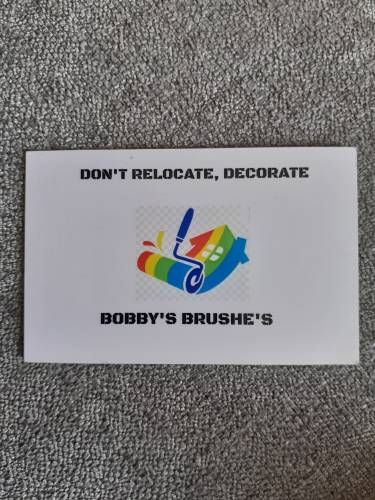 DON'T RELOCATE, DECORATE
BOBBY'S BRUSHE'S